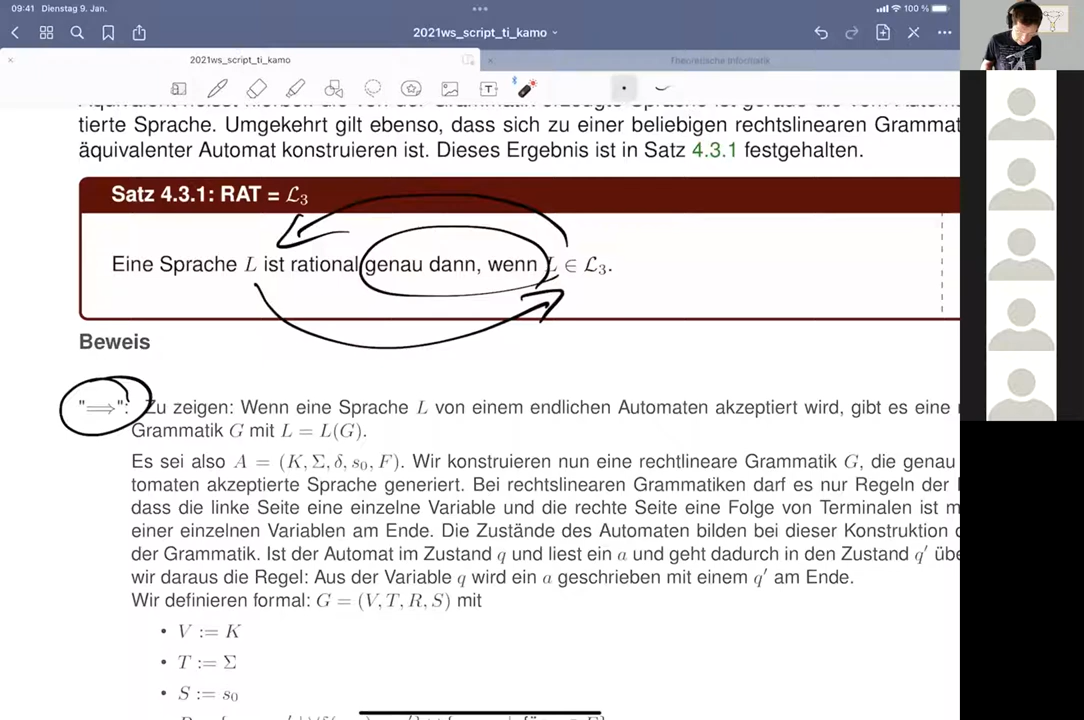 09:41 Dienstag 9. Jan.
100 %
2021ws_script_ti_kamo
2021ws_script_ti_kamo
Theoretische Informatik
tierte Sprache. Umgekehrt gilt ebenso, dass sich zu einer beliebigen rechtslinearen Grammat
äquivalenter Automat konstruieren ist. Dieses Ergebnis ist in Satz 4.3.1 festgehalten.
Satz 4.3.1: RAT = ℒ₃
Eine Sprache L ist rational genau dann, wenn L ∈ ℒ₃.
Beweis
"⟹": Zu zeigen: Wenn eine Sprache L von einem endlichen Automaten akzeptiert wird, gibt es eine
Grammatik G mit L = L(G).
Es sei also A = (K, Σ, δ, s₀, F). Wir konstruieren nun eine rechtlineare Grammatik G, die genau
tomaten akzeptierte Sprache generiert. Bei rechtslinearen Grammatiken darf es nur Regeln der
dass die linke Seite eine einzelne Variable und die rechte Seite eine Folge von Terminalen ist m
einer einzelnen Variablen am Ende. Die Zustände des Automaten bilden bei dieser Konstruktion
der Grammatik. Ist der Automat im Zustand q und liest ein a und geht dadurch in den Zustand q′ übe
wir daraus die Regel: Aus der Variable q wird ein a geschrieben mit einem q′ am Ende.
Wir definieren formal: G = (V, T, R, S) mit
• V := K
• T := Σ
• S := s₀